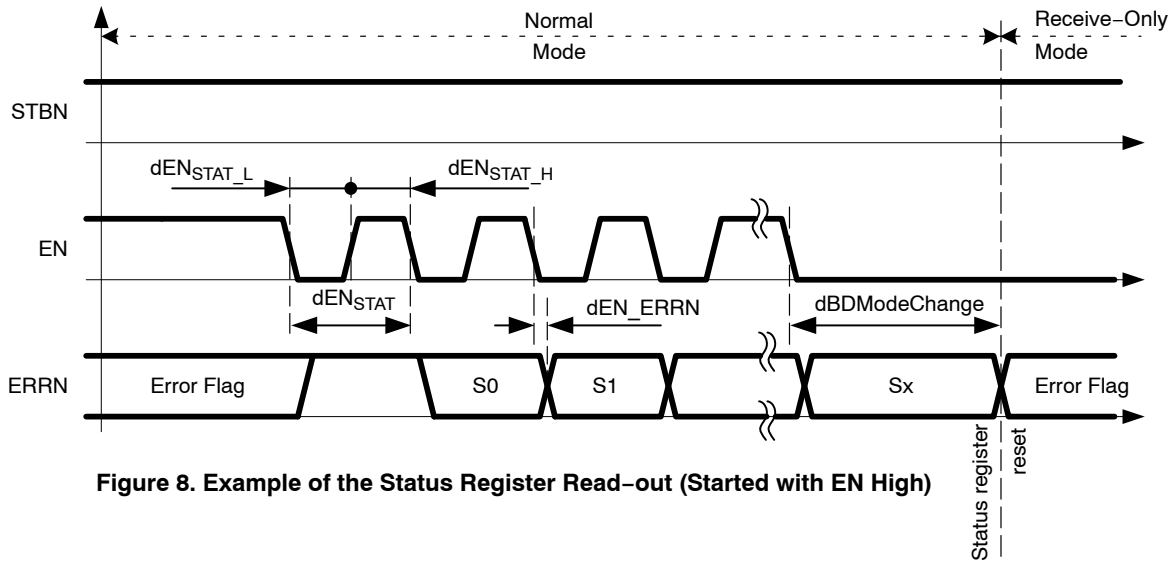 Normal
Mode
Receive−Only
Mode
STBN
dENSTAT_L
dENSTAT_H
EN
dENSTAT
dEN_ERRN
dBDModeChange
ERRN
Error Flag
S0
S1
Sx
Error Flag
Status register
reset
Figure 8. Example of the Status Register Read−out (Started with EN High)